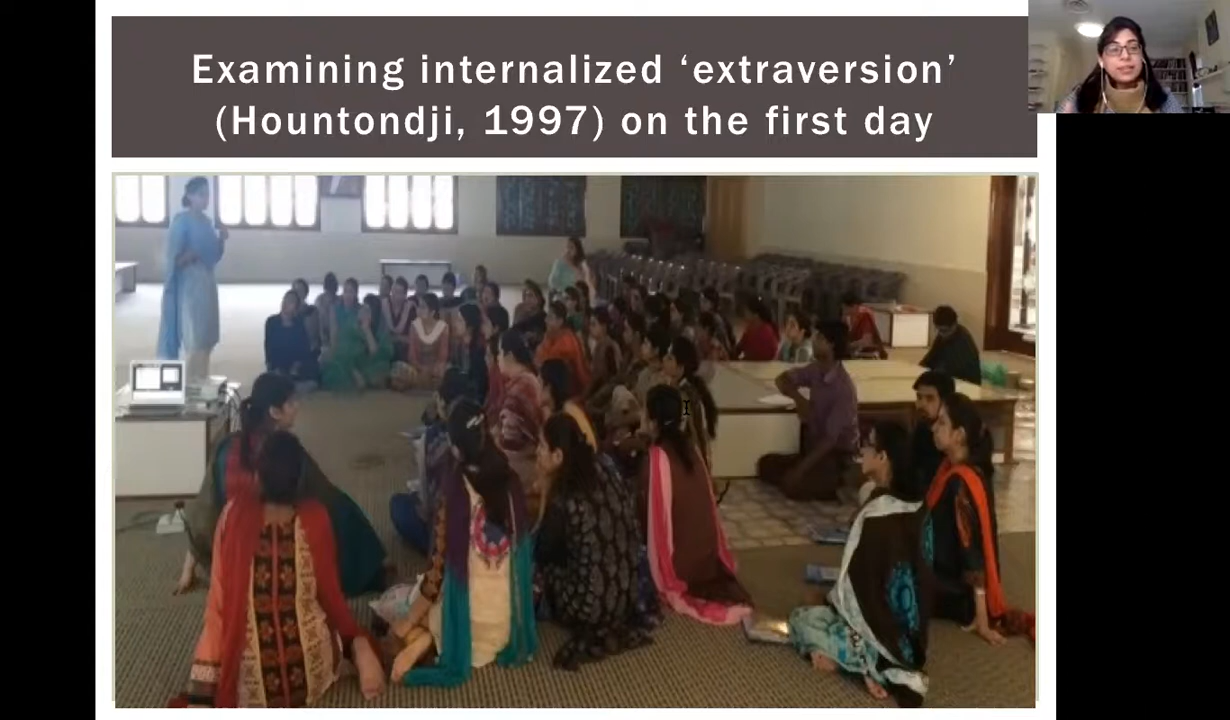 Examining internalized ‘extraversion’
(Hountondji, 1997) on the first day